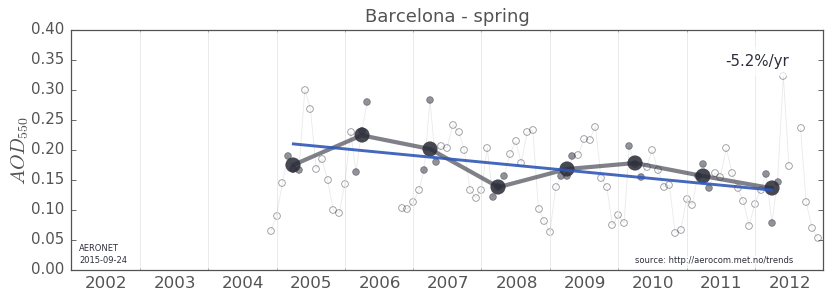 Barcelona - spring
0.40
0.35
0.30
0.25
0.20
0.15
0.10
0.05
0.00
AOD550
-5.2%/yr
AERONET
2015-09-24
source: http://aerocom.met.no/trends
2002 2003 2004 2005 2006 2007 2008 2009 2010 2011 2012